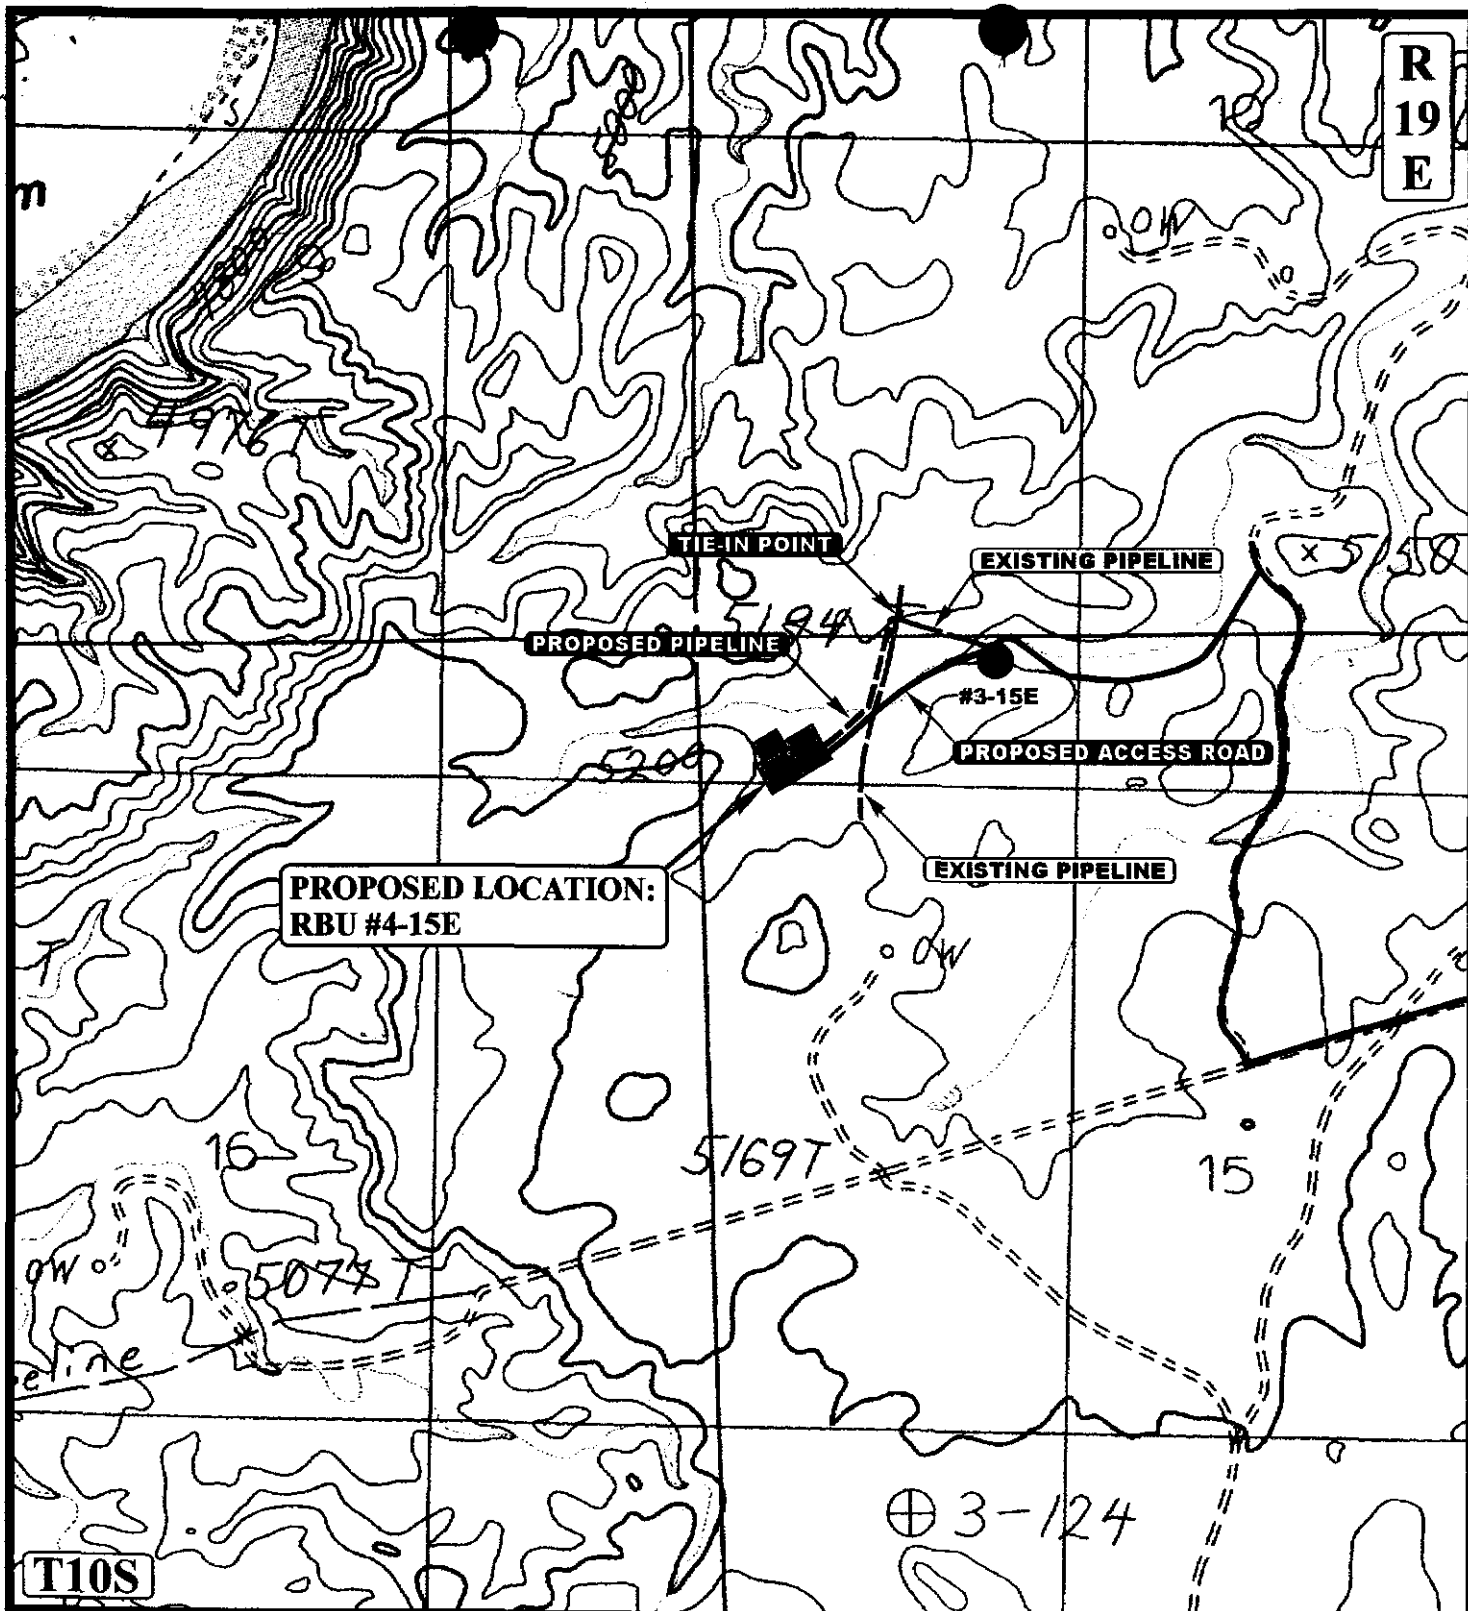 R
19
E
10
S
m
OW
4976T
TIE-IN POINT
EXISTING PIPELINE
5194
PROPOSED PIPELINE
#3-15E
PROPOSED ACCESS ROAD
5200
EXISTING PIPELINE
PROPOSED LOCATION:
RBU #4-15E
T
OW
16
5169T
15
OW
5077T
eline
3-124
T10S